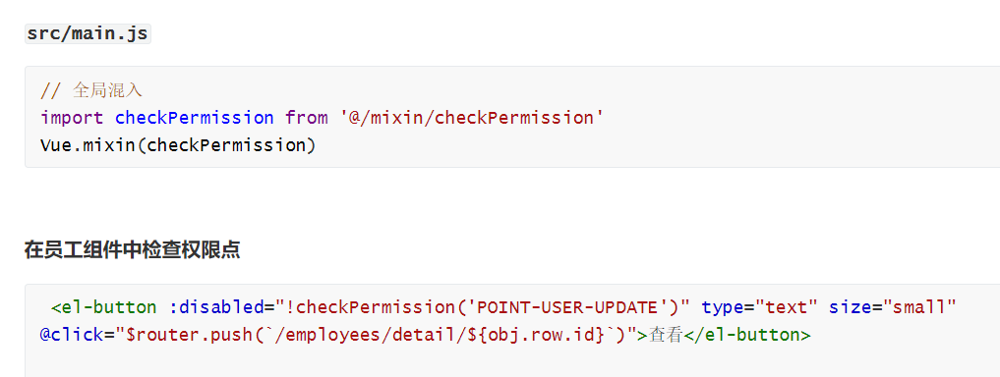 src/main.js
// 全局混入
import checkPermission from '@/mixin/checkPermission'
Vue.mixin(checkPermission)
在员工组件中检查权限点
<el-button :disabled="!checkPermission('POINT-USER-UPDATE')" type="text" size="small"
@click="$router.push(`/employees/detail/${obj.row.id}`)">查看</el-button>